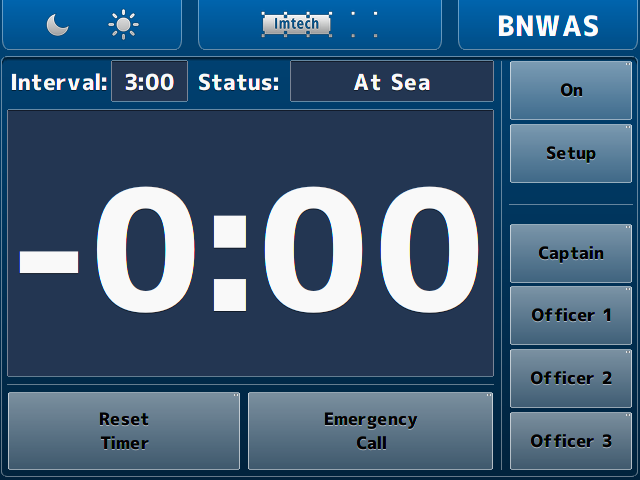 Imtech
BNWAS
Interval: 3:00 Status: At Sea
On
Setup
-0:00
Captain
Officer 1
Officer 2
Officer 3
Reset
Timer
Emergency
Call